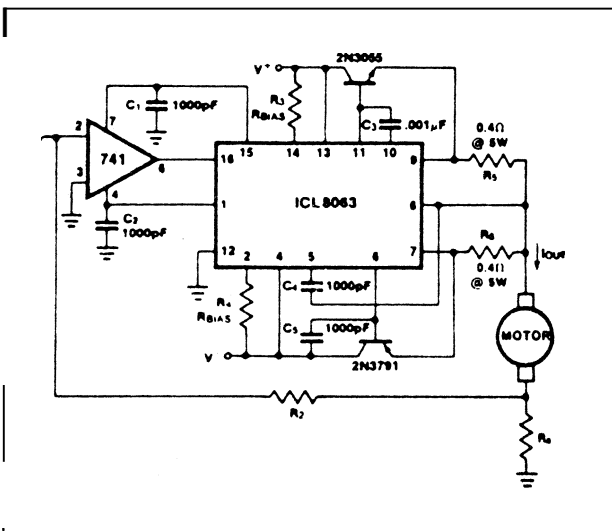 2N3055
V+
C1 1000pF
R3
RBIAS
C3 .001µF
0.4Ω
@ 5W
R5
2 7
741
3 4 6
15 14 13 11 10
16 9
ICL8063
1 8
12 7
2 4 5 6
C2
1000pF
R6
0.4Ω
@ 5W
IOUT
R4
RBIAS
C4 1000pF
C5 1000pF
V
2N3791
MOTOR
R2